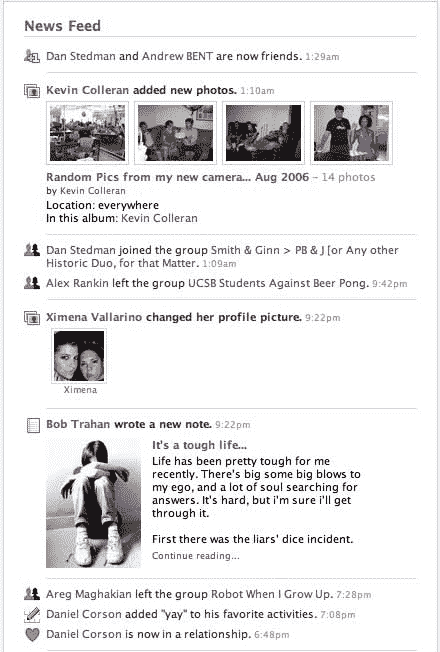 News Feed
Dan Stedman and Andrew BENT are now friends. 1:29am
Kevin Colleran added new photos. 1:10am
Random Pics from my new camera... Aug 2006 – 14 photos
by Kevin Colleran
Location: everywhere
In this album: Kevin Colleran
Dan Stedman joined the group Smith & Ginn > PB & J [or Any other
Historic Duo, for that Matter. 1:09am
Alex Rankin left the group UCSB Students Against Beer Pong. 9:42pm
Ximena Vallarino changed her profile picture. 9:22pm
Ximena
Bob Trahan wrote a new note. 9:22pm
It's a tough life...
Life has been pretty tough for me
recently. There's big some big blows to
my ego, and a lot of soul searching for
answers. It's hard, but i'm sure i'll get
through it.
First there was the liars' dice incident.
Continue reading...
Areg Maghakian left the group Robot When I Grow Up. 7:28pm
Daniel Corson added "yay" to his favorite activities. 7:08pm
Daniel Corson is now in a relationship. 6:48pm